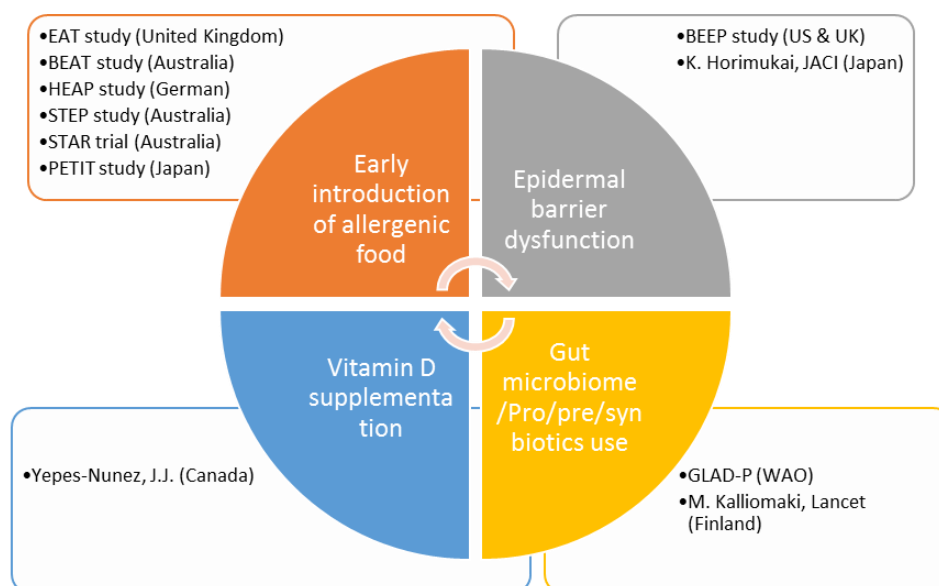 •EAT study (United Kingdom)
•BEAT study (Australia)
•HEAP study (German)
•STEP study (Australia)
•STAR trial (Australia)
•PETIT study (Japan)
•BEEP study (US & UK)
•K. Horimukai, JACI (Japan)
Early
introduction
of allergenic
food
Epidermal
barrier
dysfunction
Vitamin D
supplementa
tion
Gut
microbiome
/Pro/pre/syn
biotics use
•Yepes-Nunez, J.J. (Canada)
•GLAD-P (WAO)
•M. Kalliomaki, Lancet
(Finland)